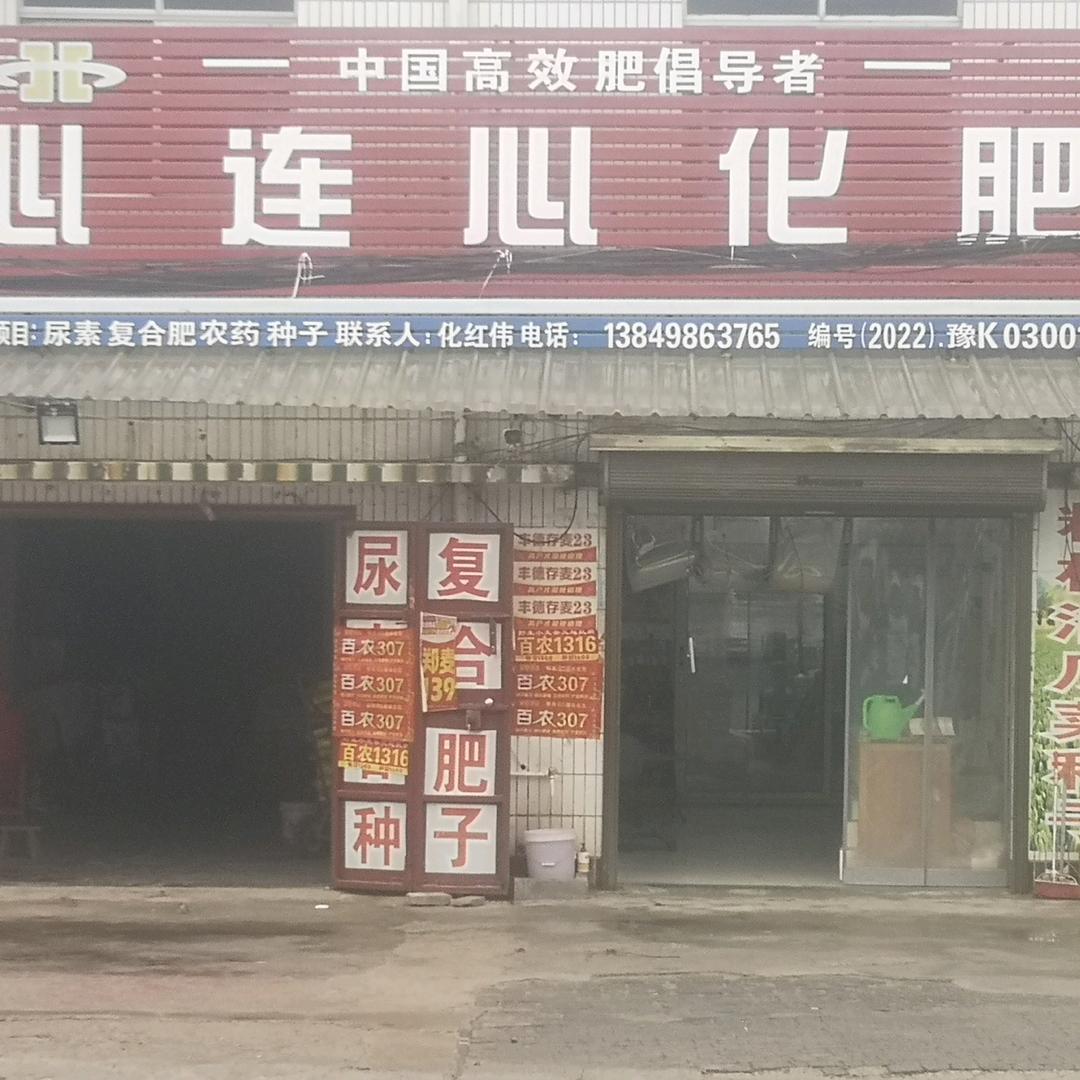 中国高效肥倡导者
心连心化肥
项目:尿素 复合肥 农药 种子 联系人:化红伟 电话: 13849863765 编号(2022).豫K0300
尿
复
合
肥
种
子
百农307
百农307
百农307
百农1316
郑麦
139
丰德存麦23
丰德存麦23
丰德存麦23
百农1316
百农307
百农307